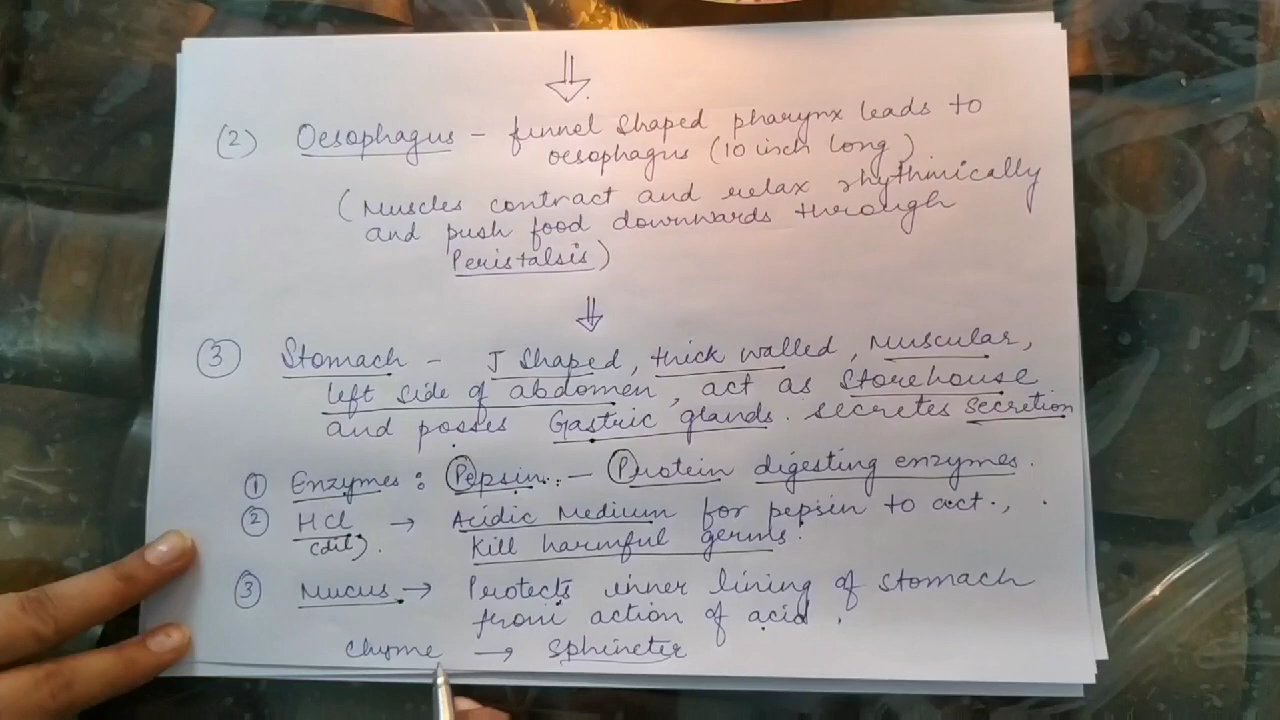 (2) Oesophagus - funnel shaped pharynx leads to
oesophagus (10 inch long)
(Muscles contract and relax rhythmically
and push food downwards through
Peristalsis)
(3) Stomach - J Shaped, thick walled, Muscular,
left side of abdomen, act as Storehouse
and posses Gastric glands. secretes secretion
(1) Enzymes: Pepsin - Protein digesting enzymes.
(2) HCl → Acidic Medium for pepsin to act.,
(dil). Kill harmful germs.
(3) Mucus → Protects inner lining of stomach
from action of acid,
Chyme → Sphincter